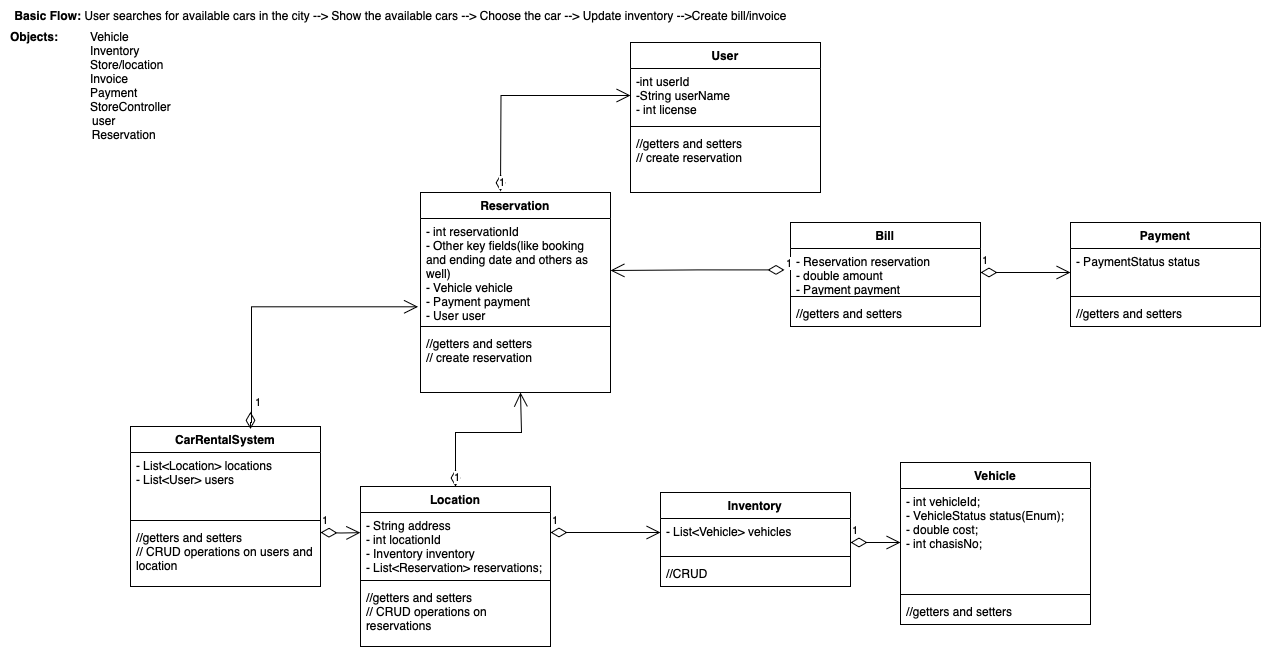 Basic Flow: User searches for available cars in the city --> Show the available cars --> Choose the car --> Update inventory -->Create bill/invoice
Objects:
Vehicle
Inventory
Store/location
Invoice
Payment
StoreController
user
Reservation
User
-int userId
-String userName
- int license
//getters and setters
// create reservation
1
Reservation
- int reservationId
- Other key fields(like booking
and ending date and others as
well)
- Vehicle vehicle
- Payment payment
- User user
//getters and setters
// create reservation
Bill
- Reservation reservation
- double amount
- Payment payment
//getters and setters
1
1
Payment
- PaymentStatus status
//getters and setters
1
CarRentalSystem
- List<Location> locations
- List<User> users
//getters and setters
// CRUD operations on users and
location
1
1
Location
- String address
- int locationId
- Inventory inventory
- List<Reservation> reservations;
//getters and setters
// CRUD operations on
reservations
1
Inventory
- List<Vehicle> vehicles
//CRUD
1
Vehicle
- int vehicleId;
- VehicleStatus status(Enum);
- double cost;
- int chasisNo;
//getters and setters